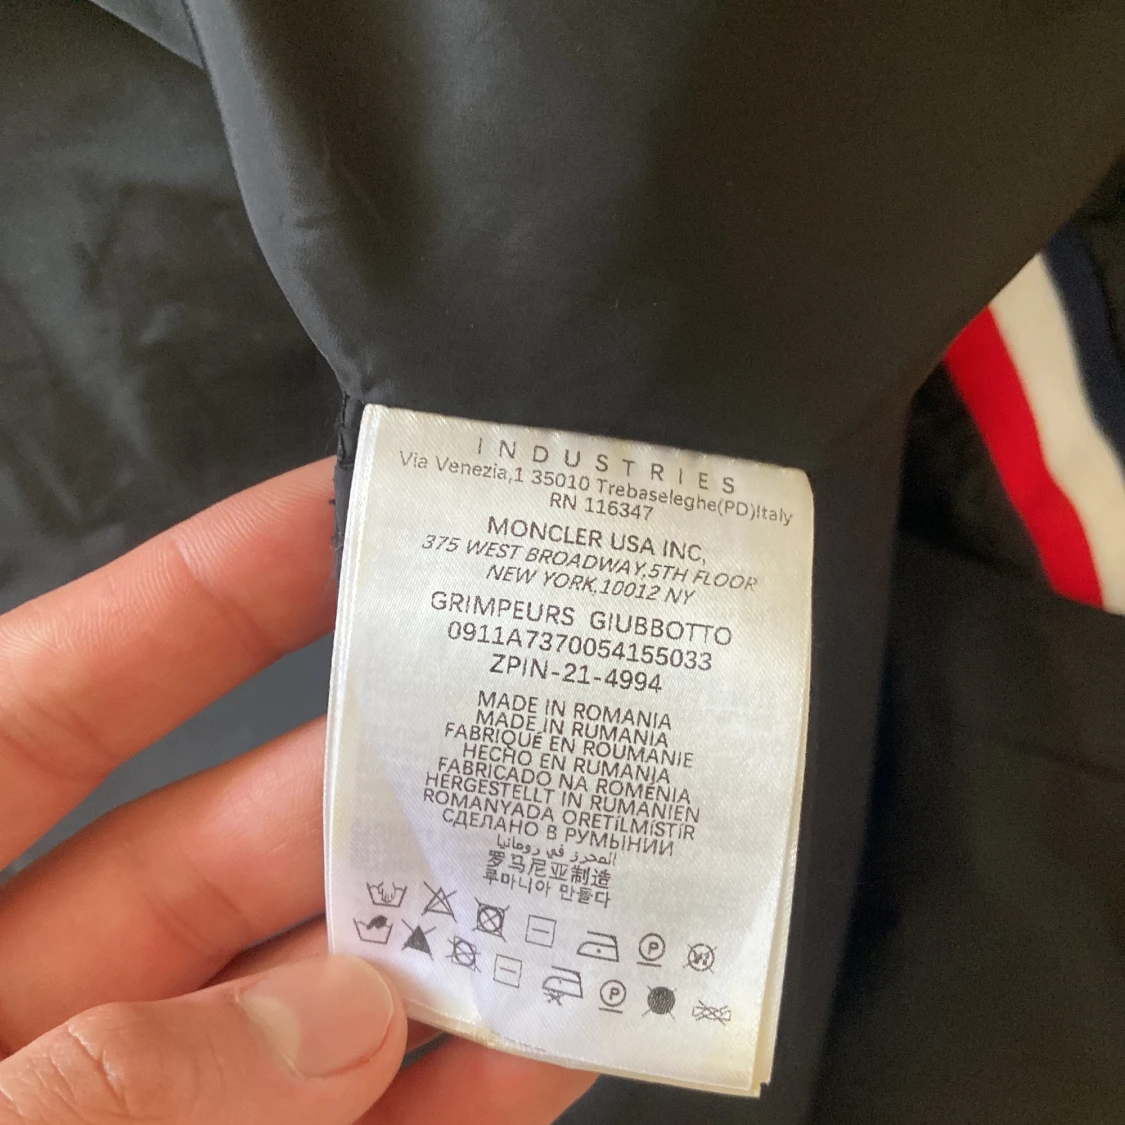 INDUSTRIES
Via Venezia,1 35010 Trebaseleghe(PD)Italy
RN 116347
MONCLER USA INC,
375 WEST BROADWAY,5TH FLOOR
NEW YORK,10012 NY
GRIMPEURS GIUBBOTTO
0911A7370054155033
ZPIN-21-4994
MADE IN ROMANIA
MADE IN RUMANIA
FABRIQUÉ EN ROUMANIE
HECHO EN RUMANIA
FABRICADO NA ROMÉNIA
HERGESTELLT IN RUMANIEN
ROMANYADA ORETİLMİSTİR
СДЕЛАНО В РУМЫНИИ
المحرز في رومانيا
罗马尼亚制造
루마니아 만들다
P
P